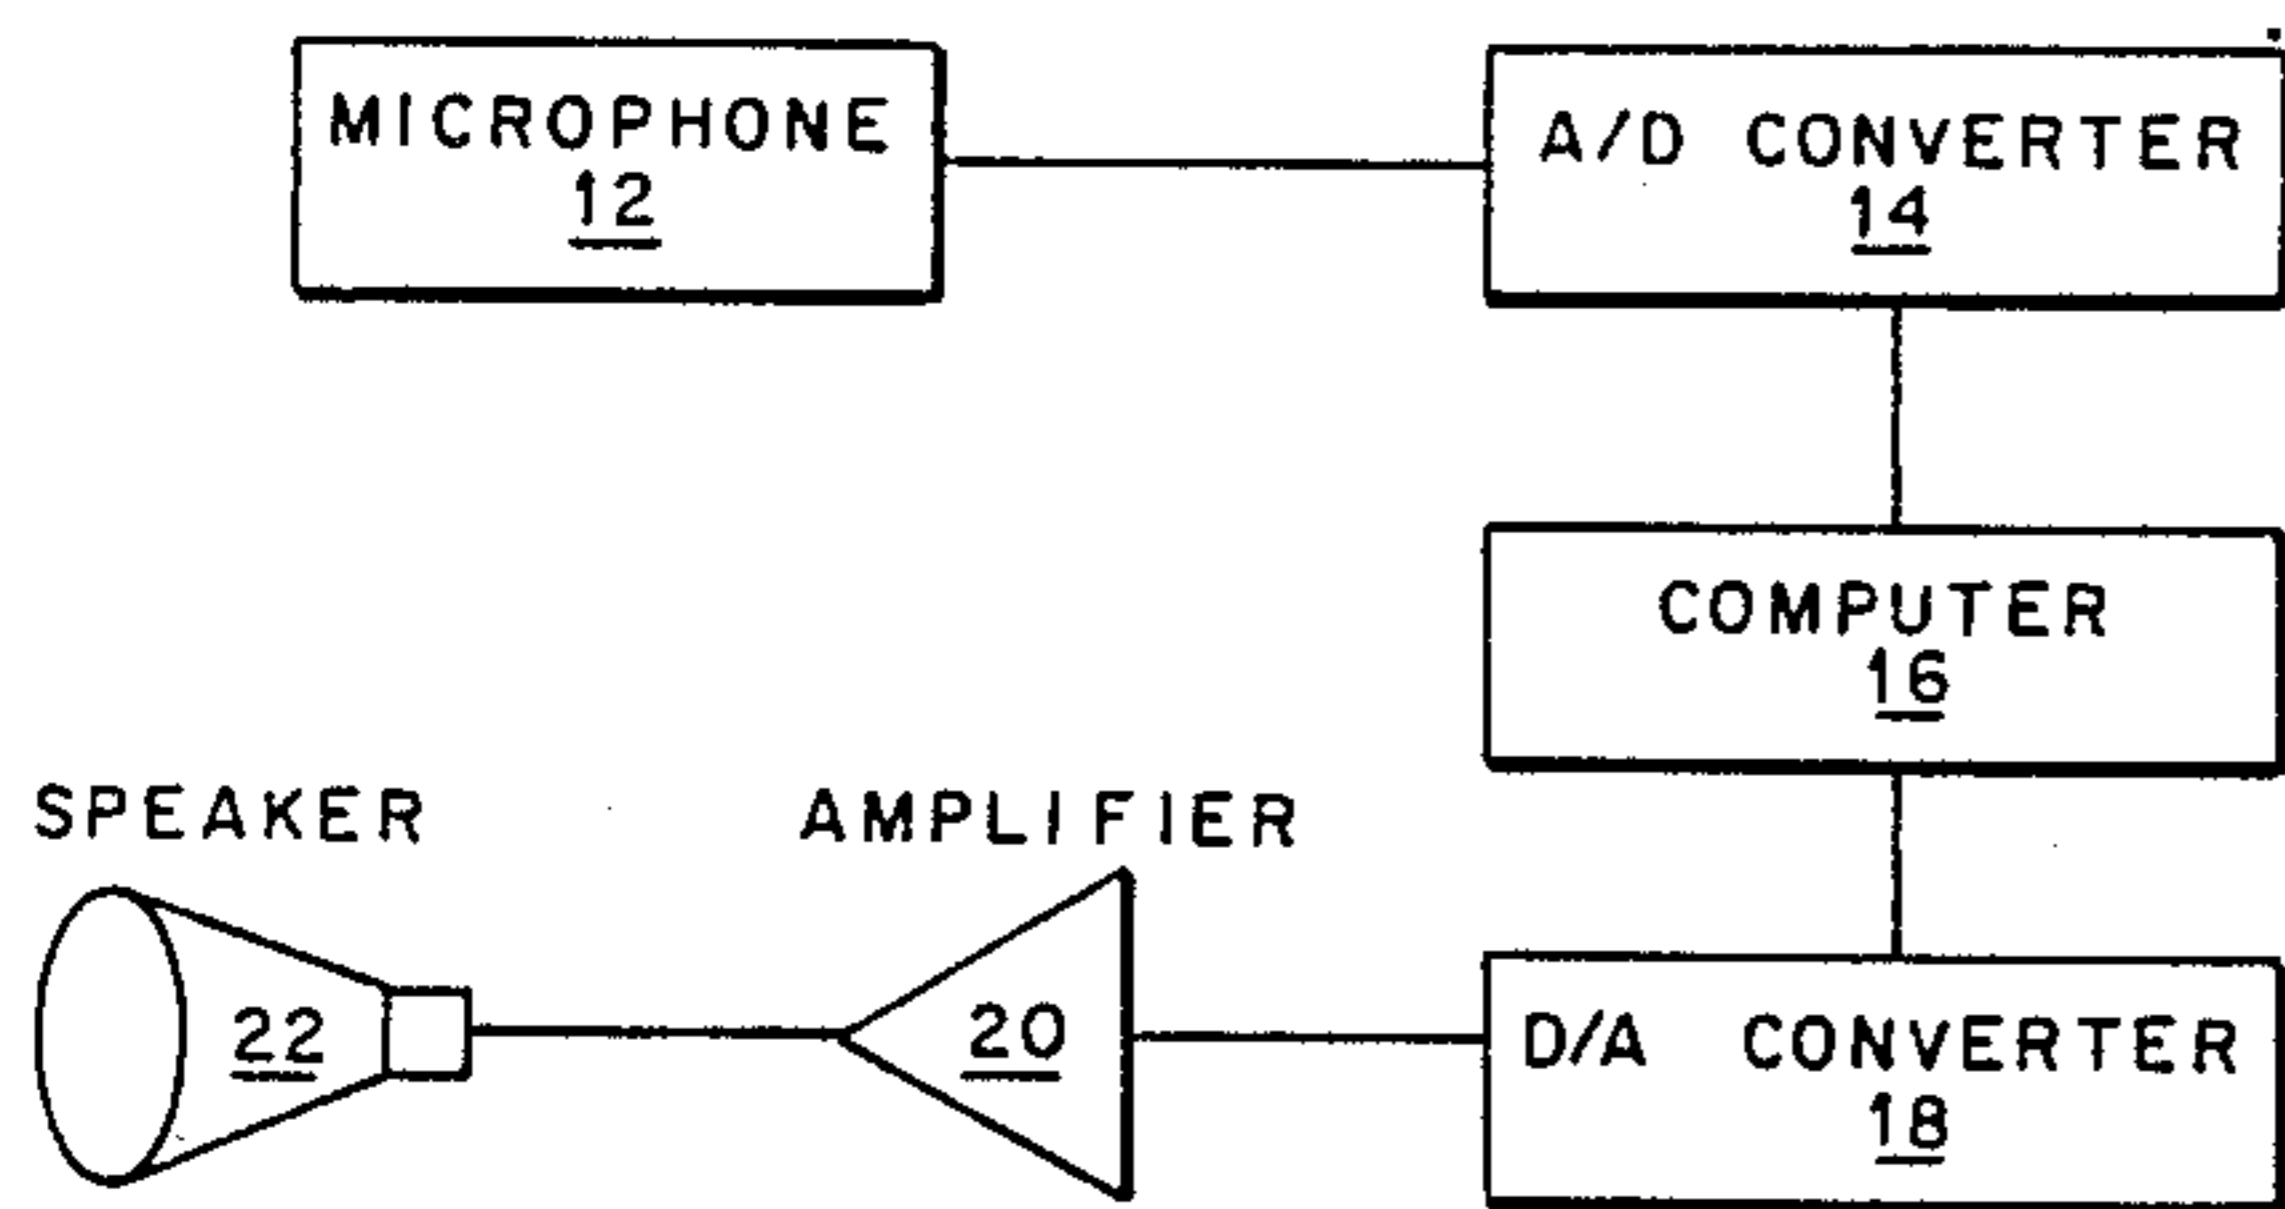 MICROPHONE
12
A/D CONVERTER
14
COMPUTER
16
SPEAKER
22
AMPLIFIER
20
D/A CONVERTER
18